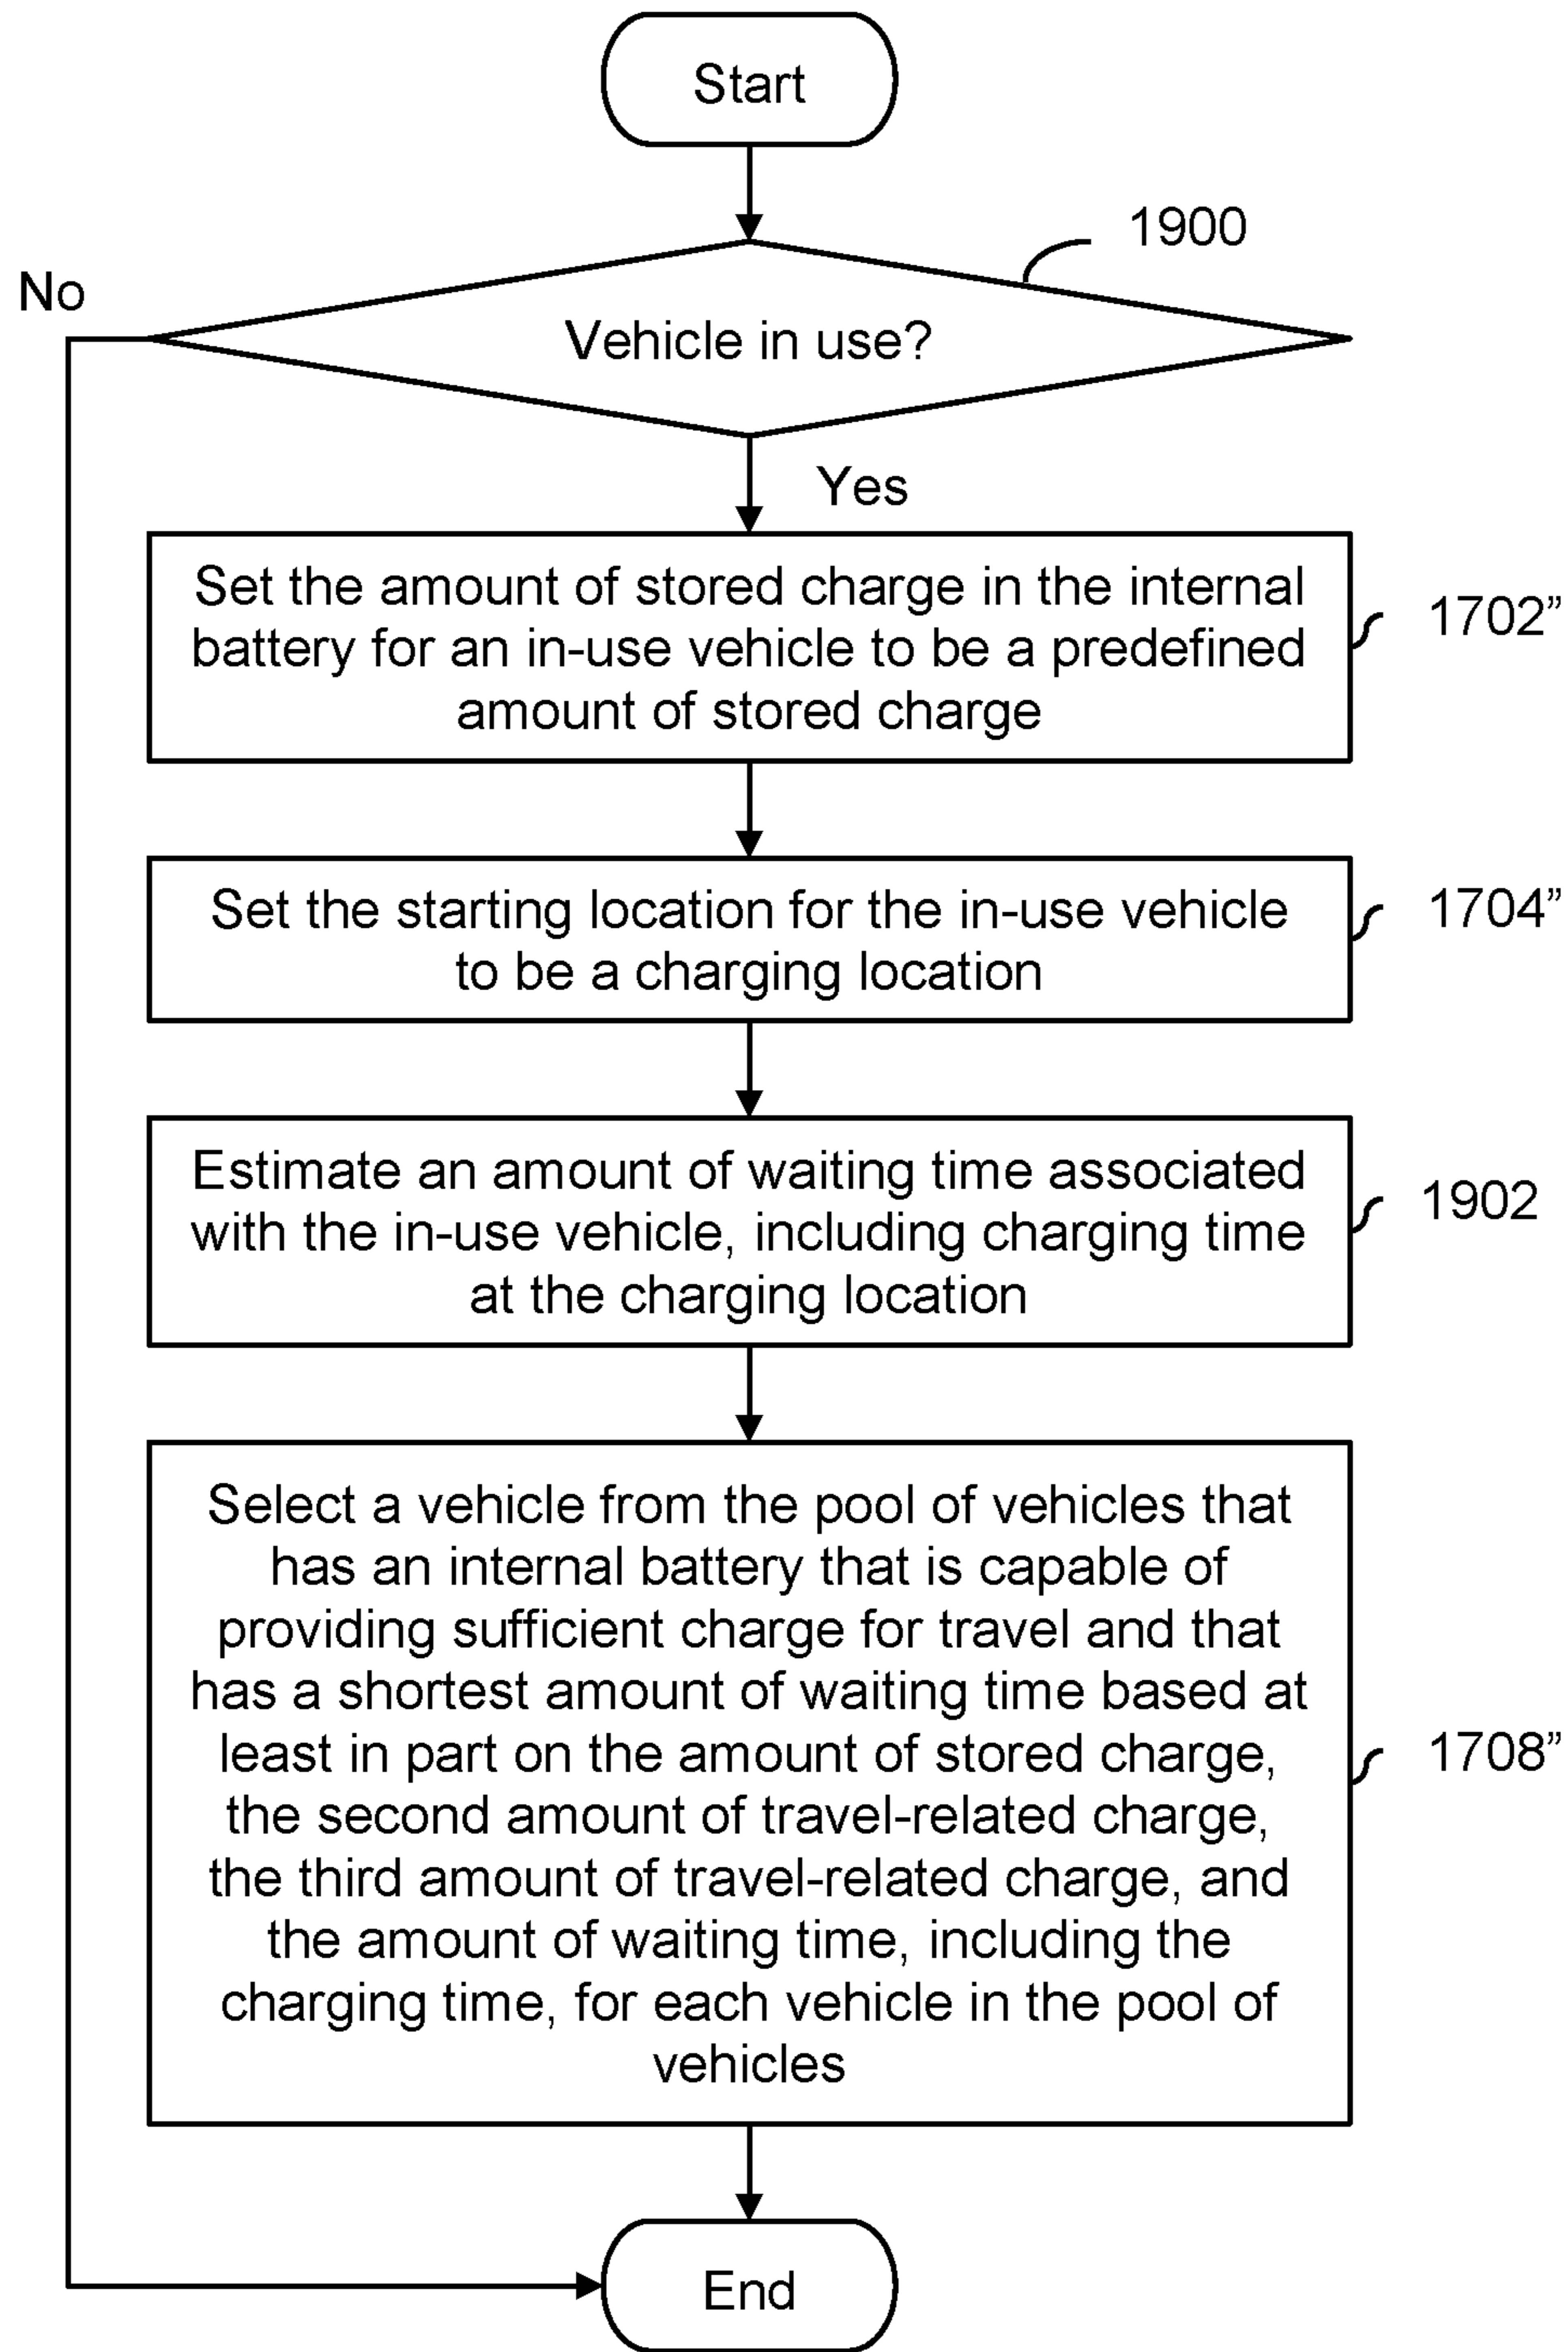 Start
1900
No
Vehicle in use?
Yes
Set the amount of stored charge in the internal
battery for an in-use vehicle to be a predefined
amount of stored charge
1702”
Set the starting location for the in-use vehicle
to be a charging location
1704”
Estimate an amount of waiting time associated
with the in-use vehicle, including charging time
at the charging location
1902
Select a vehicle from the pool of vehicles that
has an internal battery that is capable of
providing sufficient charge for travel and that
has a shortest amount of waiting time based at
least in part on the amount of stored charge,
the second amount of travel-related charge,
the third amount of travel-related charge, and
the amount of waiting time, including the
charging time, for each vehicle in the pool of
vehicles
1708”
End